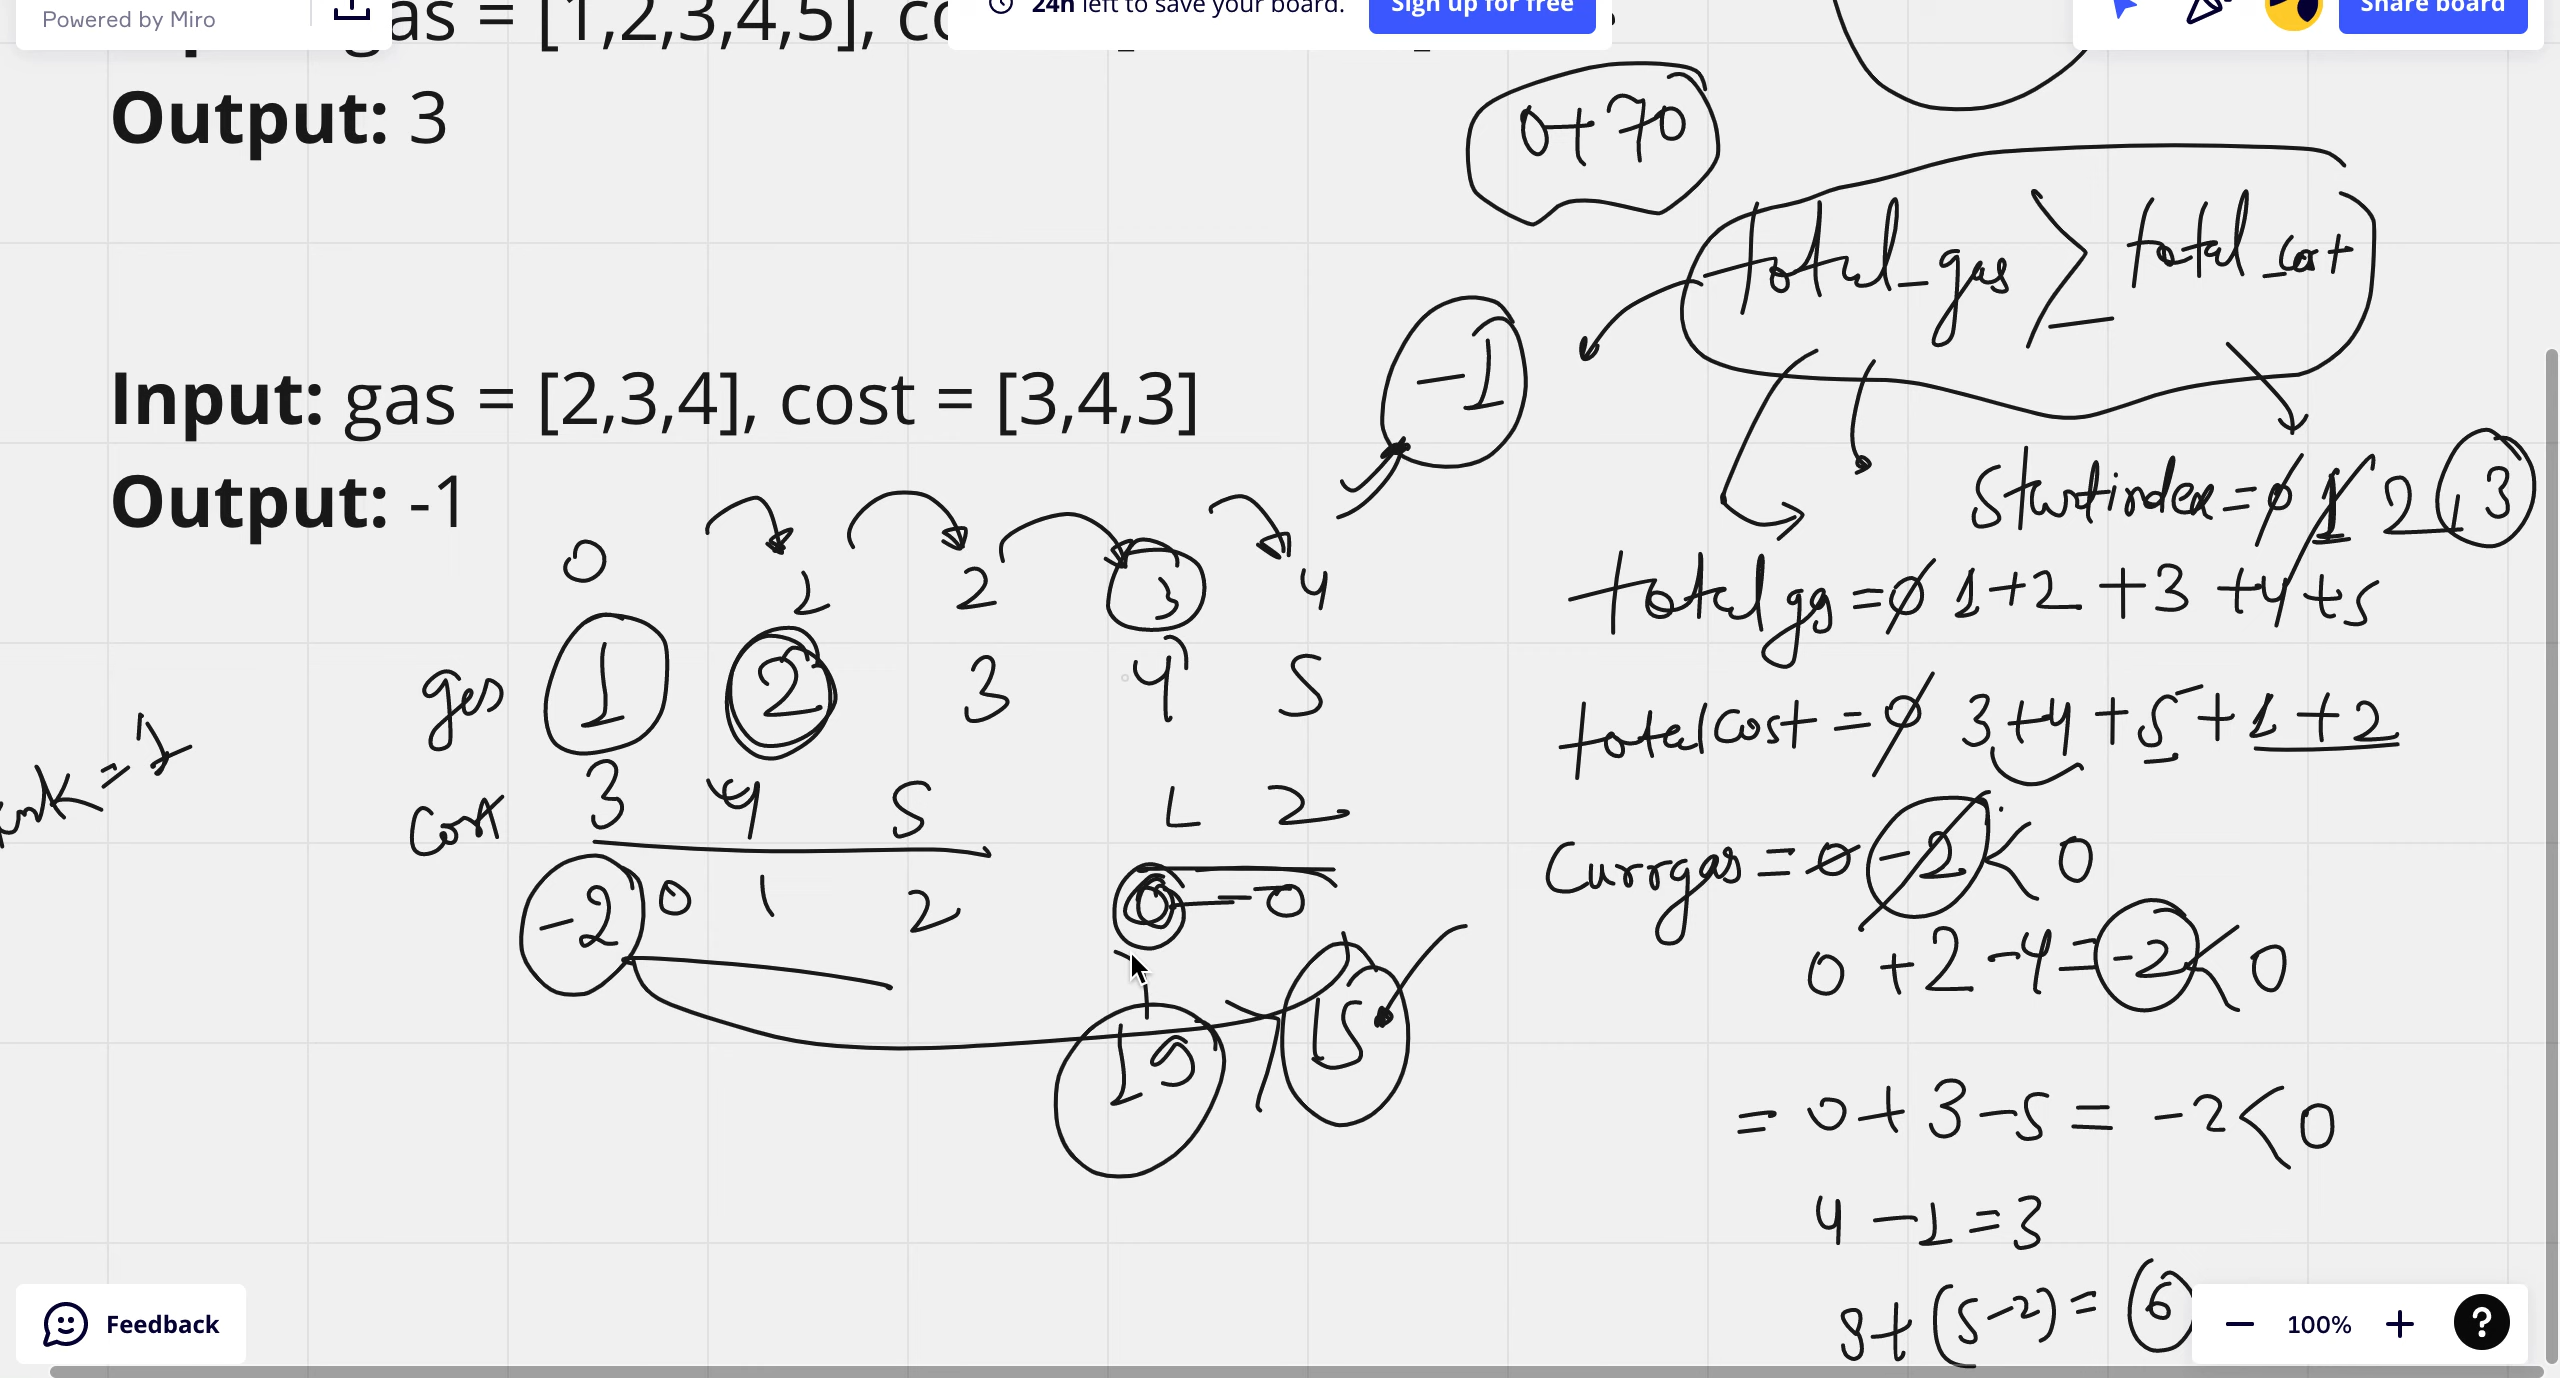 Powered by Miro
24h left to save your board.
Sign up for free
Share board
gas = [1,2,3,4,5], co
Output: 3
0+70
total_gas ≥ total_cost
Input: gas = [2,3,4], cost = [3,4,3]
-1
Output: -1
Startindex = 0 1 2, 3
0 1 2 3 4
total gas = 0 1+2+3+4+5
gas 1 2 3 4 5
totalcost = 0 3+4+5+1+2
cost 3 4 5 1 2
Currgas = 0 -2 < 0
-2 0 1 2 0 - 0
0+2-4=-2<0
15 15
= 0+3-5=-2<0
4-1=3
3+(5-2)=6
Feedback
100%